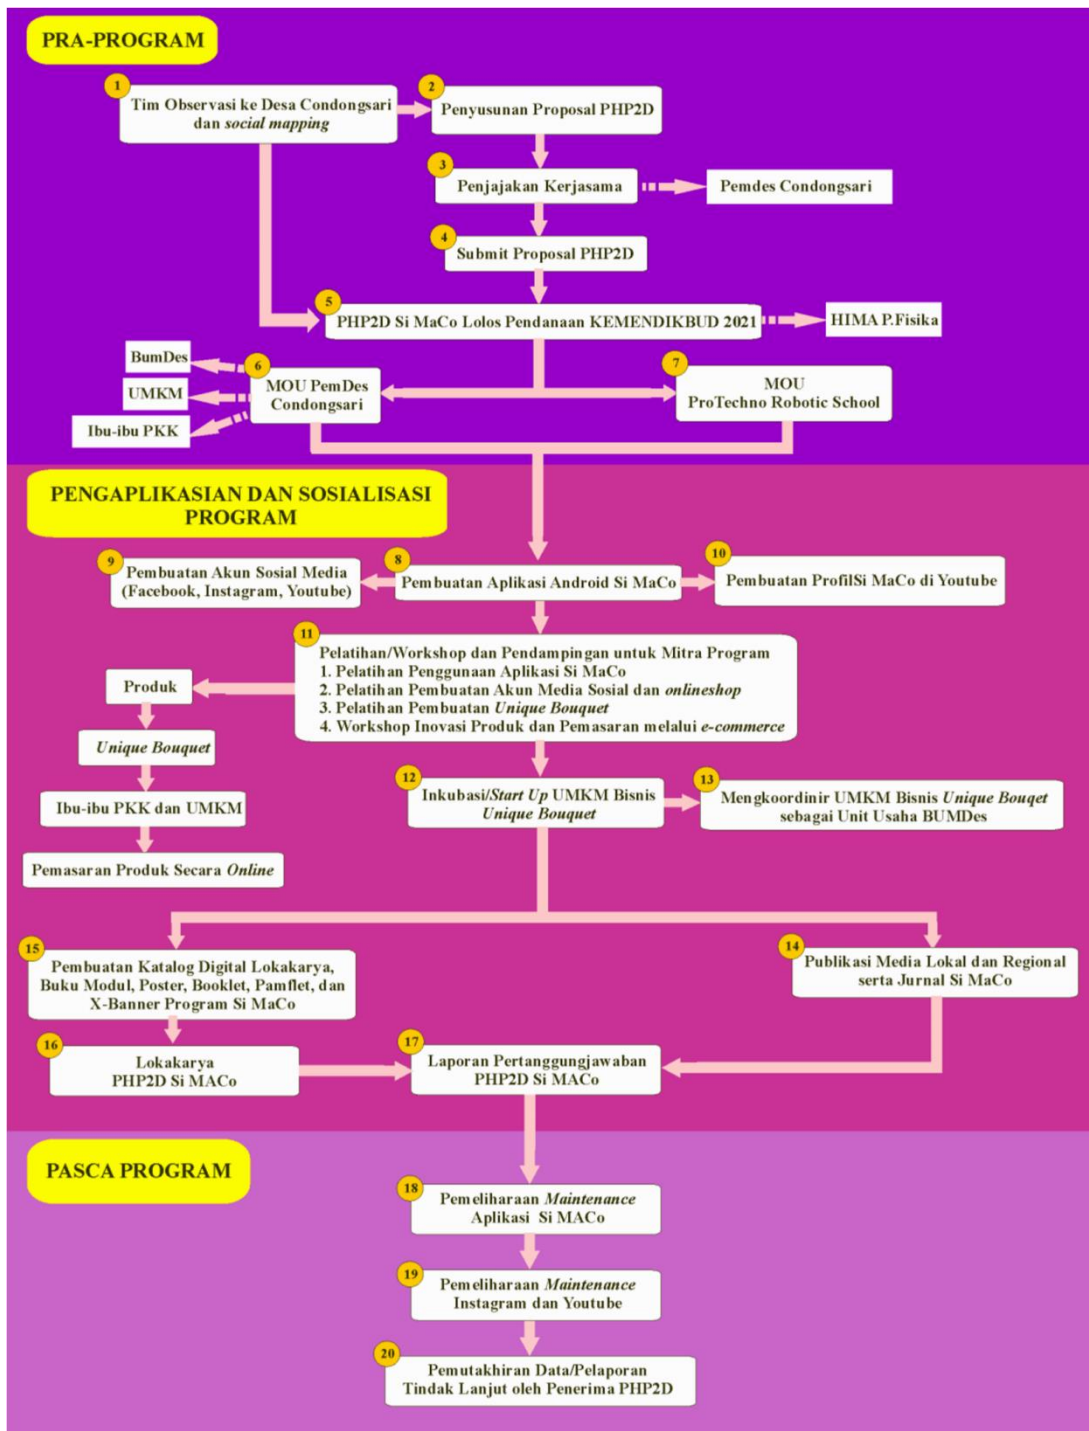 PRA-PROGRAM
1
Tim Observasi ke Desa Condongsari
dan social mapping
2
Penyusunan Proposal PHP2D
3
Penjajakan Kerjasama
Pemdes Condongsari
4
Submit Proposal PHP2D
5
PHP2D Si MaCo Lolos Pendanaan KEMENDIKBUD 2021
HIMA P.Fisika
BumDes
UMKM
Ibu-ibu PKK
6
MOU PemDes
Condongsari
7
MOU
ProTechno Robotic School
PENGAPLIKASIAN DAN SOSIALISASI
PROGRAM
9
Pembuatan Akun Sosial Media
(Facebook, Instagram, Youtube)
8
Pembuatan Aplikasi Android Si MaCo
10
Pembuatan ProfilSi MaCo di Youtube
11
Pelatihan/Workshop dan Pendampingan untuk Mitra Program
1. Pelatihan Penggunaan Aplikasi Si MaCo
2. Pelatihan Pembuatan Akun Media Sosial dan onlineshop
3. Pelatihan Pembuatan Unique Bouquet
4. Workshop Inovasi Produk dan Pemasaran melalui e-commerce
Produk
Unique Bouquet
Ibu-ibu PKK dan UMKM
Pemasaran Produk Secara Online
12
Inkubasi/Start Up UMKM Bisnis
Unique Bouquet
13
Mengkoordinir UMKM Bisnis Unique Bouqet
sebagai Unit Usaha BUMDes
15
Pembuatan Katalog Digital Lokakarya,
Buku Modul, Poster, Booklet, Pamflet, dan
X-Banner Program Si MaCo
14
Publikasi Media Lokal dan Regional
serta Jurnal Si MaCo
16
Lokakarya
PHP2D Si MACo
17
Laporan Pertanggungjawaban
PHP2D Si MACo
PASCA PROGRAM
18
Pemeliharaan Maintenance
Aplikasi Si MACo
19
Pemeliharaan Maintenance
Instagram dan Youtube
20
Pemutakhiran Data/Pelaporan
Tindak Lanjut oleh Penerima PHP2D